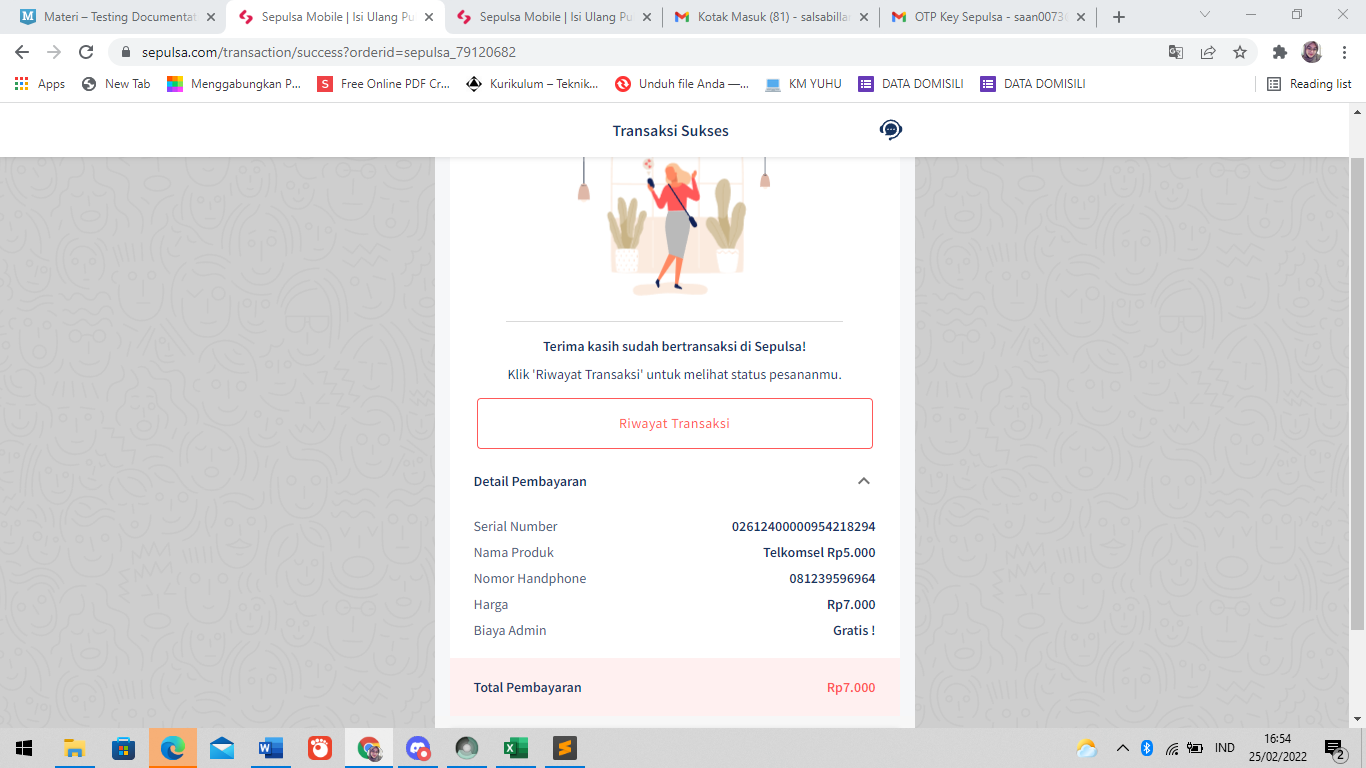 Materi – Testing Documentat
Sepulsa Mobile | Isi Ulang Pu
Sepulsa Mobile | Isi Ulang Pu
Kotak Masuk (81) - salsabilla
OTP Key Sepulsa - saan0073
sepulsa.com/transaction/success?orderid=sepulsa_79120682
Apps
New Tab
Menggabungkan P...
S
Free Online PDF Cr...
Kurikulum – Teknik...
Unduh file Anda —...
KM YUHU
DATA DOMISILI
DATA DOMISILI
Reading list
Transaksi Sukses
Terima kasih sudah bertransaksi di Sepulsa!
Klik 'Riwayat Transaksi' untuk melihat status pesananmu.
Riwayat Transaksi
Detail Pembayaran
Serial Number 02612400000954218294
Nama Produk Telkomsel Rp5.000
Nomor Handphone 081239596964
Harga Rp7.000
Biaya Admin Gratis !
Total Pembayaran Rp7.000
IND
16:54
25/02/2022
2